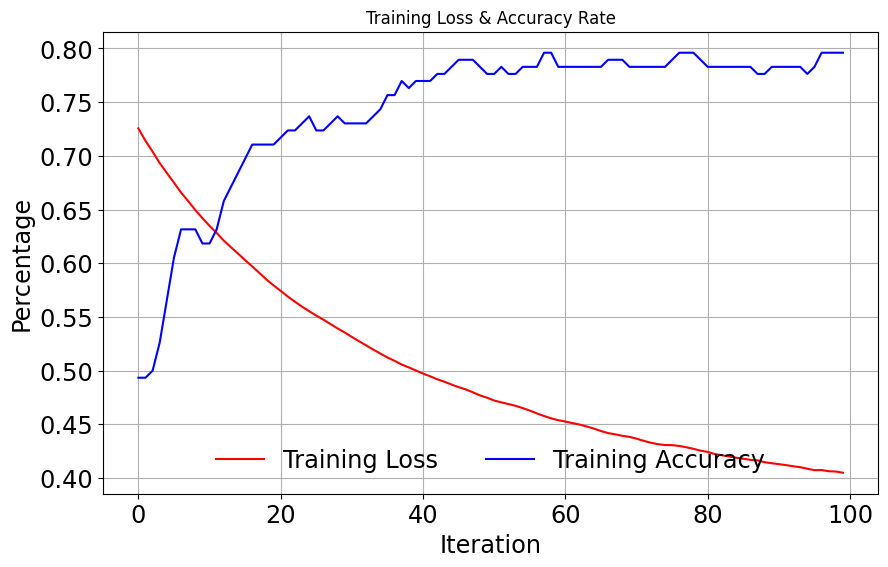 Training Loss & Accuracy Rate
0.80
0.75
0.70
0.65
0.60
0.55
0.50
0.45
0.40
Percentage
Training Loss Training Accuracy
0 20 40 60 80 100
Iteration